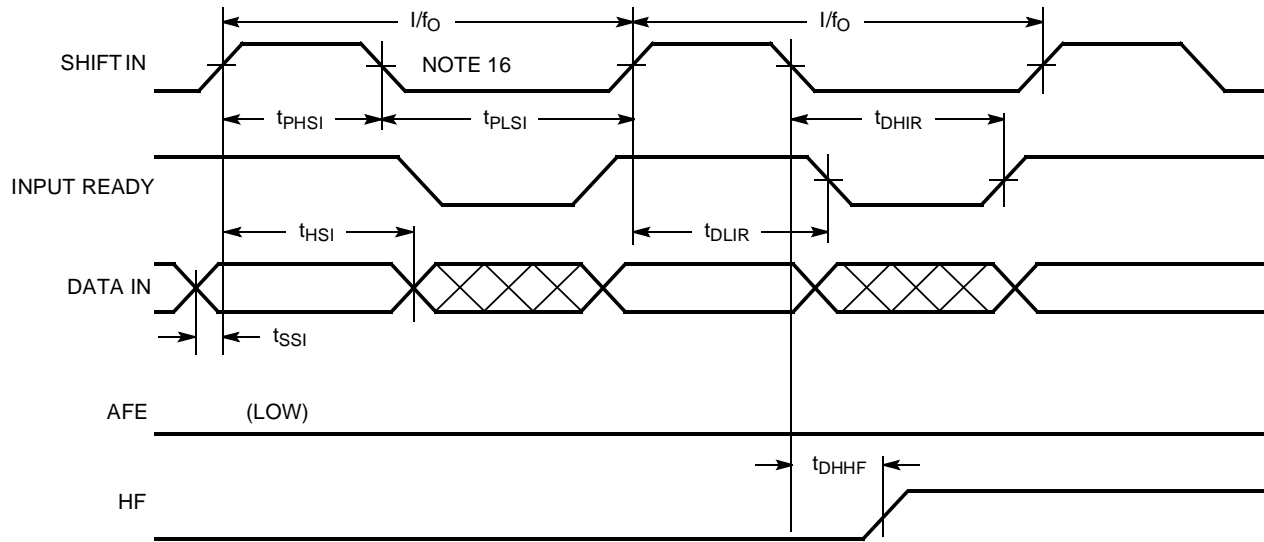 I/fO I/fO
SHIFT IN NOTE 16
tPHSI tPLSI tDHIR
INPUT READY
tHSI tDLIR
DATA IN
tSSI
AFE (LOW)
tDHHF
HF